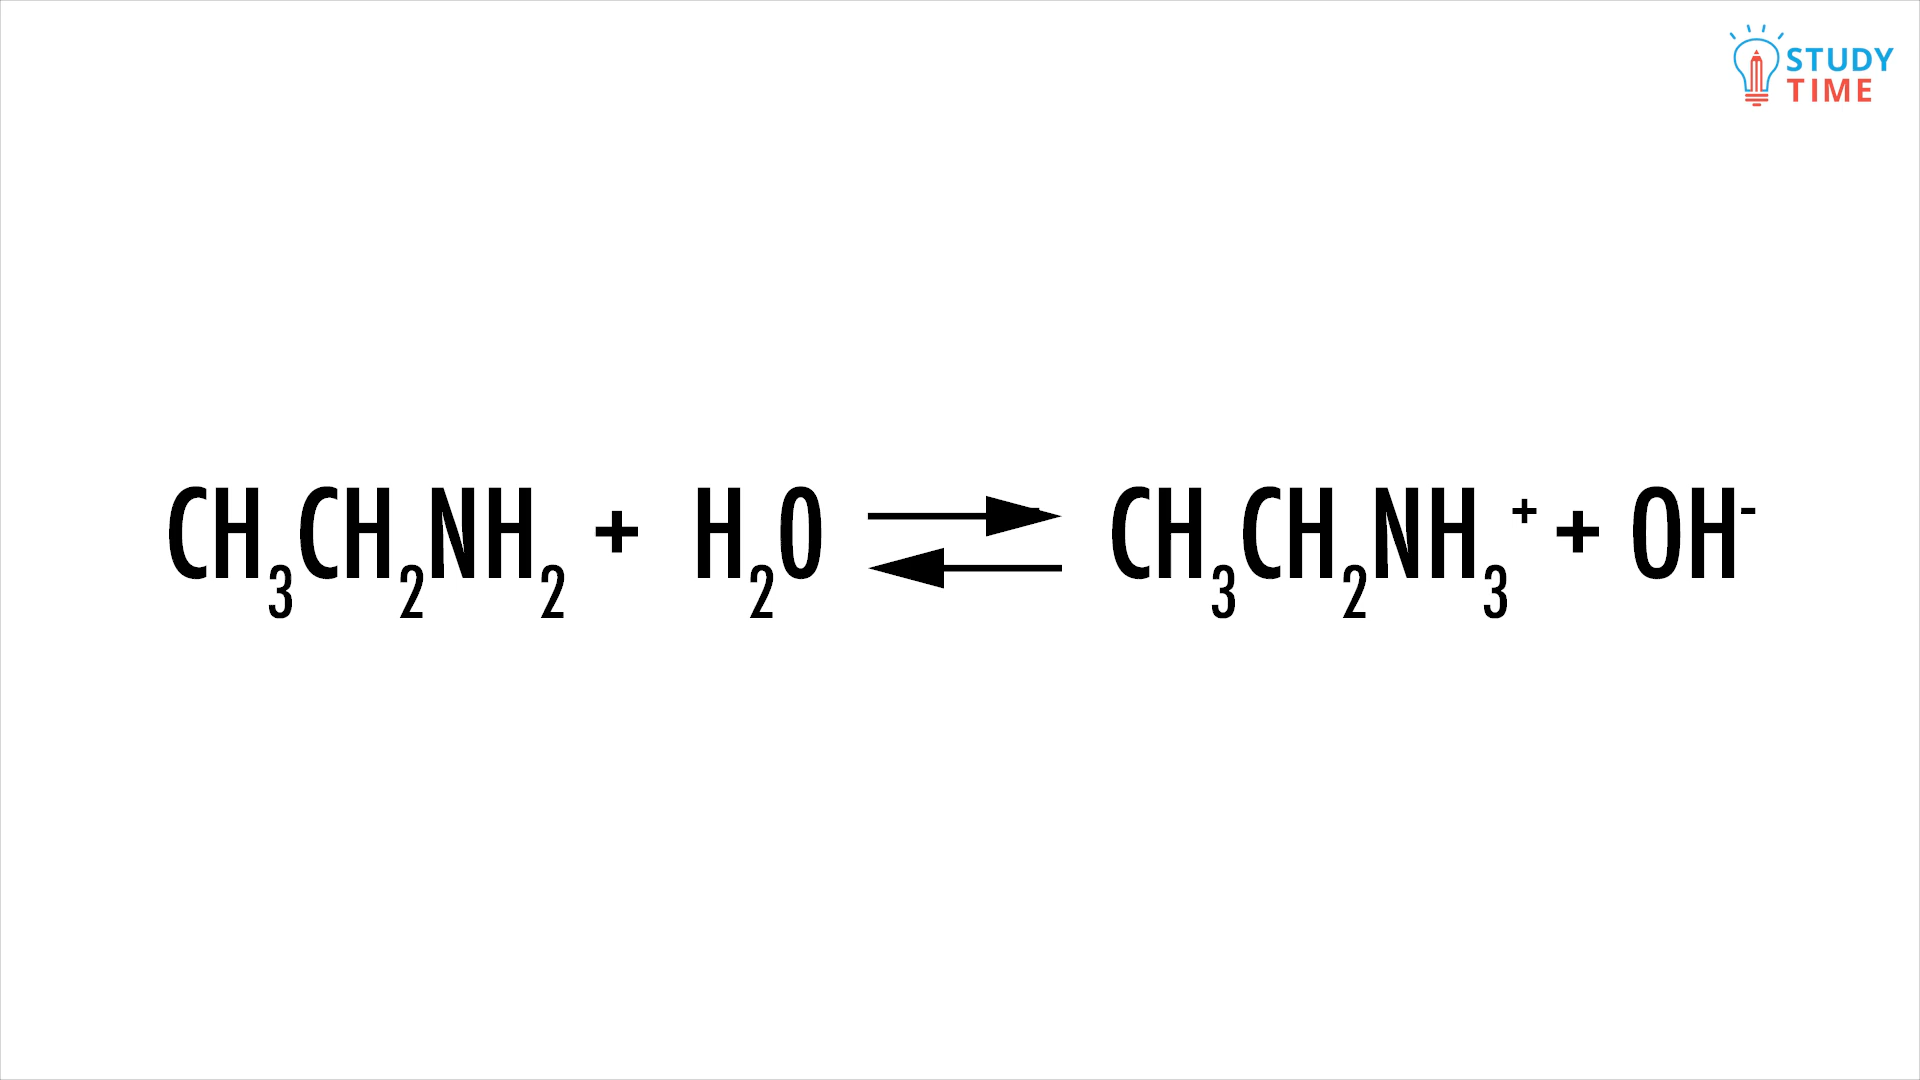 STUDY
TIME
CH₃CH₂NH₂ + H₂O ⇌ CH₃CH₂NH₃⁺ + OH⁻